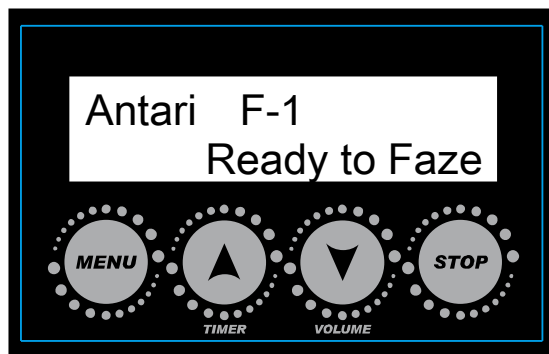 Antari F-1
Ready to Faze
MENU
STOP
TIMER
VOLUME